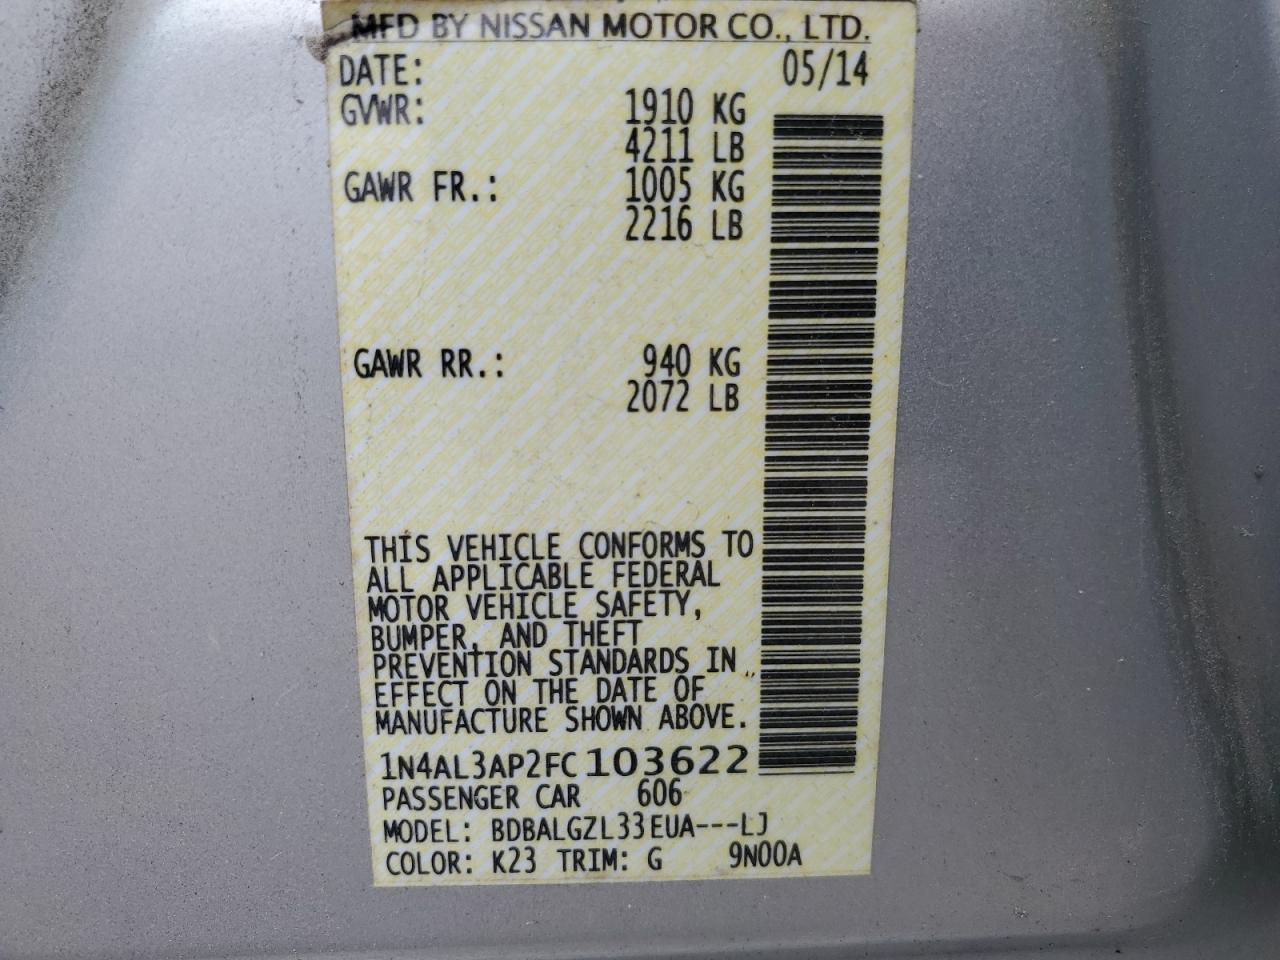 MFD BY NISSAN MOTOR CO., LTD.
DATE: 05/14
GVWR: 1910 KG
4211 LB
GAWR FR.: 1005 KG
2216 LB
GAWR RR.: 940 KG
2072 LB
THIS VEHICLE CONFORMS TO
ALL APPLICABLE FEDERAL
MOTOR VEHICLE SAFETY,
BUMPER, AND THEFT
PREVENTION STANDARDS IN
EFFECT ON THE DATE OF
MANUFACTURE SHOWN ABOVE.
1N4AL3AP2FC103622
PASSENGER CAR 606
MODEL: BDBALGZL33EUA---LJ
COLOR: K23 TRIM: G 9N00A